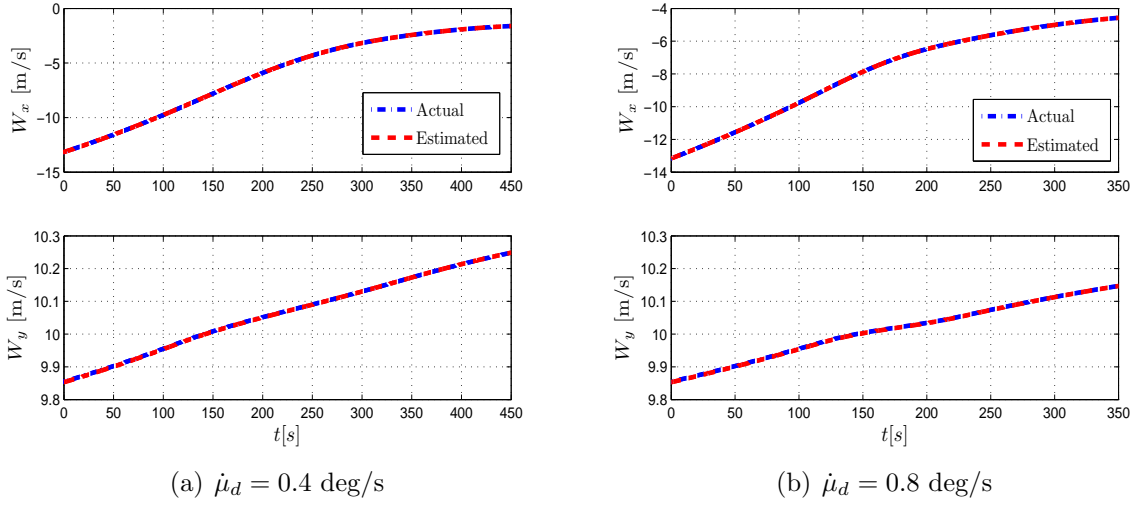 0
−5
−10
−15
W_x [m/s]
Actual
Estimated
0 50 100 150 200 250 300 350 400 450
10.3
10.2
10.1
10
9.9
9.8
W_y [m/s]
0 50 100 150 200 250 300 350 400 450
t[s]
(a) μ̇_d = 0.4 deg/s
−4
−6
−8
−10
−12
−14
W_x [m/s]
Actual
Estimated
0 50 100 150 200 250 300 350
10.3
10.2
10.1
10
9.9
9.8
W_y [m/s]
0 50 100 150 200 250 300 350
t[s]
(b) μ̇_d = 0.8 deg/s